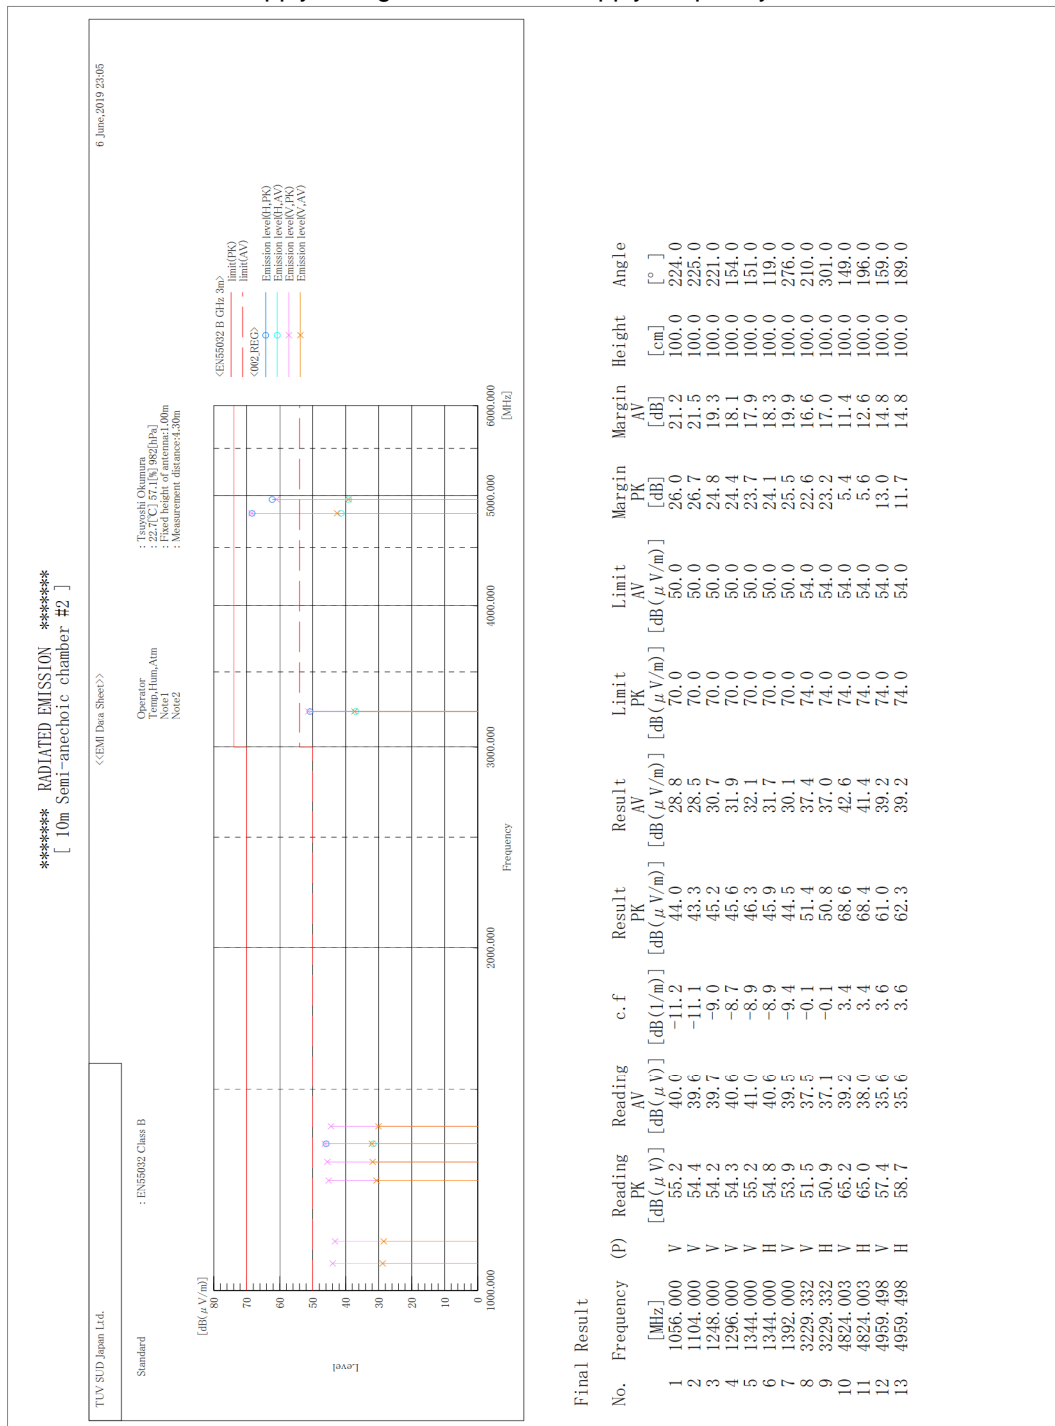 ******* RADIATED EMISSION *******
[ 10m Semi-anechoic chamber #2 ]
TUV SUD Japan Ltd.
<<EMI Data Sheet>>
6 June,2019 23:05
Standard : EN55032 Class B
Operator : Tsuyoshi Okumura
Temp,Hum,Atm : 22.7[℃] 57.1[%] 982[hPa]
Note1 : Fixed height of antenna:1.00m
Note2 : Measurement distance:4.30m
<EN55032 B GHz 3m>
limit(PK)
limit(AV)
<002_REG>
Emission level(H,PK)
Emission level(H,AV)
Emission level(V,PK)
Emission level(V,AV)
[dB(μV/m)]
80
70
60
50
40
30
20
10
0
Level
1000.000 2000.000 3000.000 4000.000 5000.000 6000.000
[MHz]
Frequency
Final Result
No. Frequency (P) Reading Reading c.f Result Result Limit Limit Margin Margin Height Angle
PK AV PK AV PK AV PK AV
[MHz] [dB(μV)] [dB(μV)] [dB(1/m)] [dB(μV/m)] [dB(μV/m)] [dB(μV/m)] [dB(μV/m)] [dB] [dB] [cm] [° ]
1 1056.000 V 55.2 40.0 -11.2 44.0 28.8 70.0 50.0 26.0 21.2 100.0 224.0
2 1104.000 V 54.4 39.6 -11.1 43.3 28.5 70.0 50.0 26.7 21.5 100.0 225.0
3 1248.000 V 54.2 39.7 -9.0 45.2 30.7 70.0 50.0 24.8 19.3 100.0 221.0
4 1296.000 V 54.3 40.6 -8.7 45.6 31.9 70.0 50.0 24.4 18.1 100.0 154.0
5 1344.000 V 55.2 41.0 -8.9 46.3 32.1 70.0 50.0 23.7 17.9 100.0 151.0
6 1344.000 H 54.8 40.6 -8.9 45.9 31.7 70.0 50.0 24.1 18.3 100.0 119.0
7 1392.000 V 53.9 39.5 -9.4 44.5 30.1 70.0 50.0 25.5 19.9 100.0 276.0
8 3229.332 V 51.5 37.5 -0.1 51.4 37.4 74.0 54.0 22.6 16.6 100.0 210.0
9 3229.332 H 50.9 37.1 -0.1 50.8 37.0 74.0 54.0 23.2 17.0 100.0 301.0
10 4824.003 V 65.2 39.2 3.4 68.6 42.6 74.0 54.0 5.4 11.4 100.0 149.0
11 4824.003 H 65.0 38.0 3.4 68.4 41.4 74.0 54.0 5.6 12.6 100.0 196.0
12 4959.498 V 57.4 35.6 3.6 61.0 39.2 74.0 54.0 13.0 14.8 100.0 159.0
13 4959.498 H 58.7 35.6 3.6 62.3 39.2 74.0 54.0 11.7 14.8 100.0 189.0